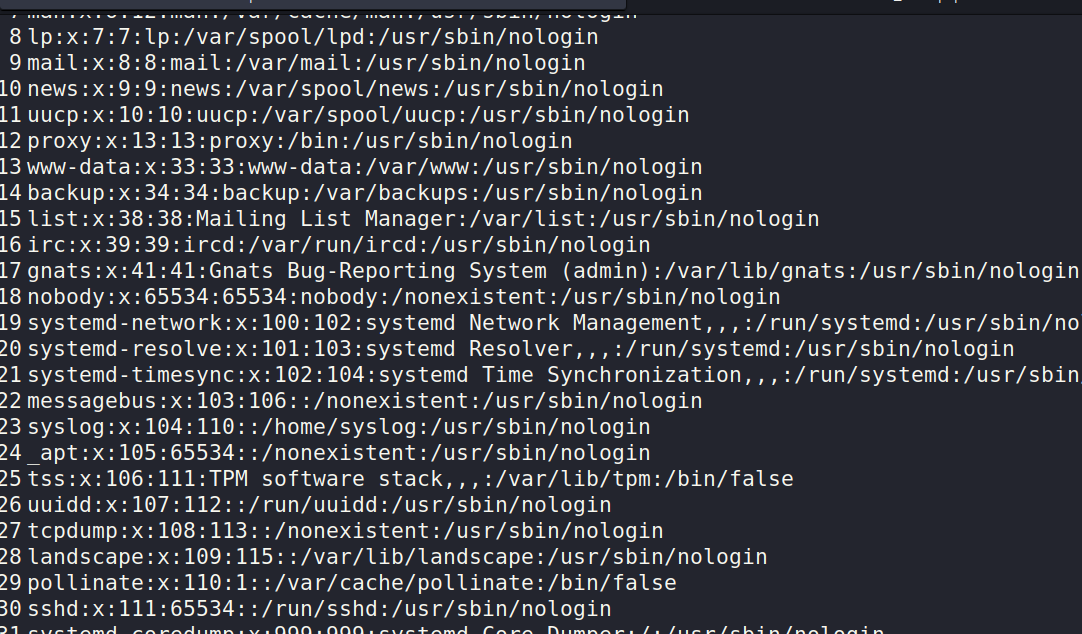 7 man:x:6:12:man:/var/cache/man:/usr/sbin/nologin
8 lp:x:7:7:lp:/var/spool/lpd:/usr/sbin/nologin
9 mail:x:8:8:mail:/var/mail:/usr/sbin/nologin
10 news:x:9:9:news:/var/spool/news:/usr/sbin/nologin
11 uucp:x:10:10:uucp:/var/spool/uucp:/usr/sbin/nologin
12 proxy:x:13:13:proxy:/bin:/usr/sbin/nologin
13 www-data:x:33:33:www-data:/var/www:/usr/sbin/nologin
14 backup:x:34:34:backup:/var/backups:/usr/sbin/nologin
15 list:x:38:38:Mailing List Manager:/var/list:/usr/sbin/nologin
16 irc:x:39:39:ircd:/var/run/ircd:/usr/sbin/nologin
17 gnats:x:41:41:Gnats Bug-Reporting System (admin):/var/lib/gnats:/usr/sbin/nologin
18 nobody:x:65534:65534:nobody:/nonexistent:/usr/sbin/nologin
19 systemd-network:x:100:102:systemd Network Management,,,:/run/systemd:/usr/sbin/no
20 systemd-resolve:x:101:103:systemd Resolver,,,:/run/systemd:/usr/sbin/nologin
21 systemd-timesync:x:102:104:systemd Time Synchronization,,,:/run/systemd:/usr/sbin
22 messagebus:x:103:106::/nonexistent:/usr/sbin/nologin
23 syslog:x:104:110::/home/syslog:/usr/sbin/nologin
24 _apt:x:105:65534::/nonexistent:/usr/sbin/nologin
25 tss:x:106:111:TPM software stack,,,:/var/lib/tpm:/bin/false
26 uuidd:x:107:112::/run/uuidd:/usr/sbin/nologin
27 tcpdump:x:108:113::/nonexistent:/usr/sbin/nologin
28 landscape:x:109:115::/var/lib/landscape:/usr/sbin/nologin
29 pollinate:x:110:1::/var/cache/pollinate:/bin/false
30 sshd:x:111:65534::/run/sshd:/usr/sbin/nologin
31 systemd-coredump:x:999:999:systemd Core Dumper:/:/usr/sbin/nologin